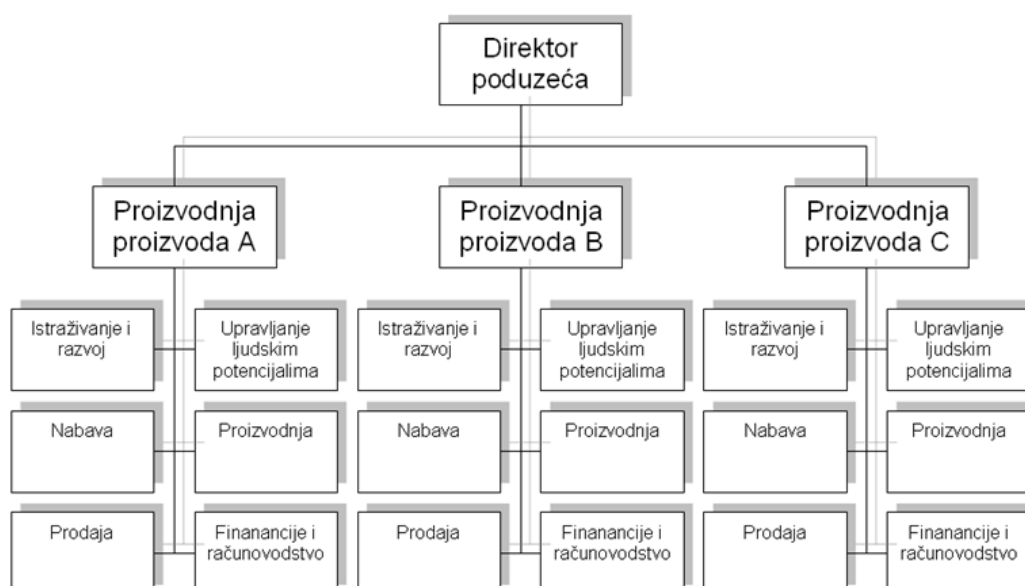 Direktor
poduzeća
Proizvodnja
proizvoda A
Proizvodnja
proizvoda B
Proizvodnja
proizvoda C
Istraživanje i
razvoj
Upravljanje
ljudskim
potencijalima
Istraživanje i
razvoj
Upravljanje
ljudskim
potencijalima
Istraživanje i
razvoj
Upravljanje
ljudskim
potencijalima
Nabava
Proizvodnja
Nabava
Proizvodnja
Nabava
Proizvodnja
Prodaja
Finanancije i
računovodstvo
Prodaja
Finanancije i
računovodstvo
Prodaja
Finanancije i
računovodstvo